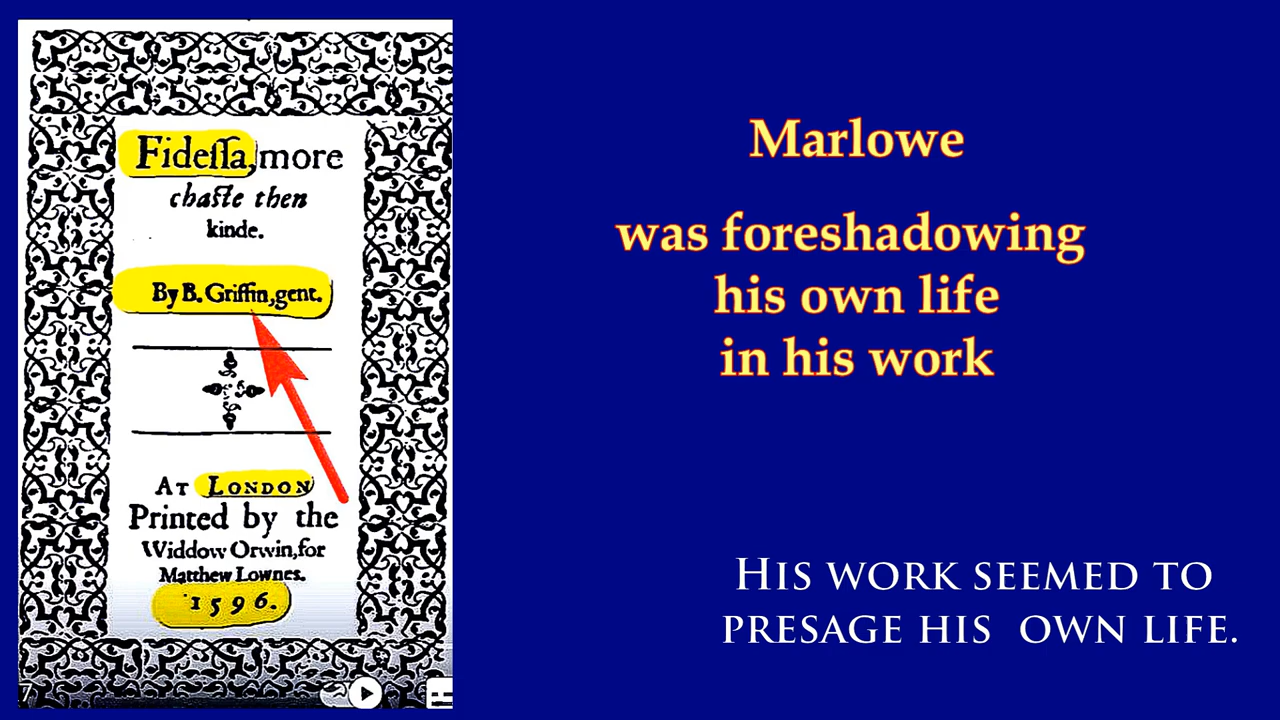 Fideſſa, more
chaſte then
kinde.
By B. Griffin, gent.
AT LONDON
Printed by the
Widdow Orwin, for
Matthew Lownes.
1596.
7
Marlowe
was foreshadowing
his own life
in his work
HIS WORK SEEMED TO
PRESAGE HIS OWN LIFE.